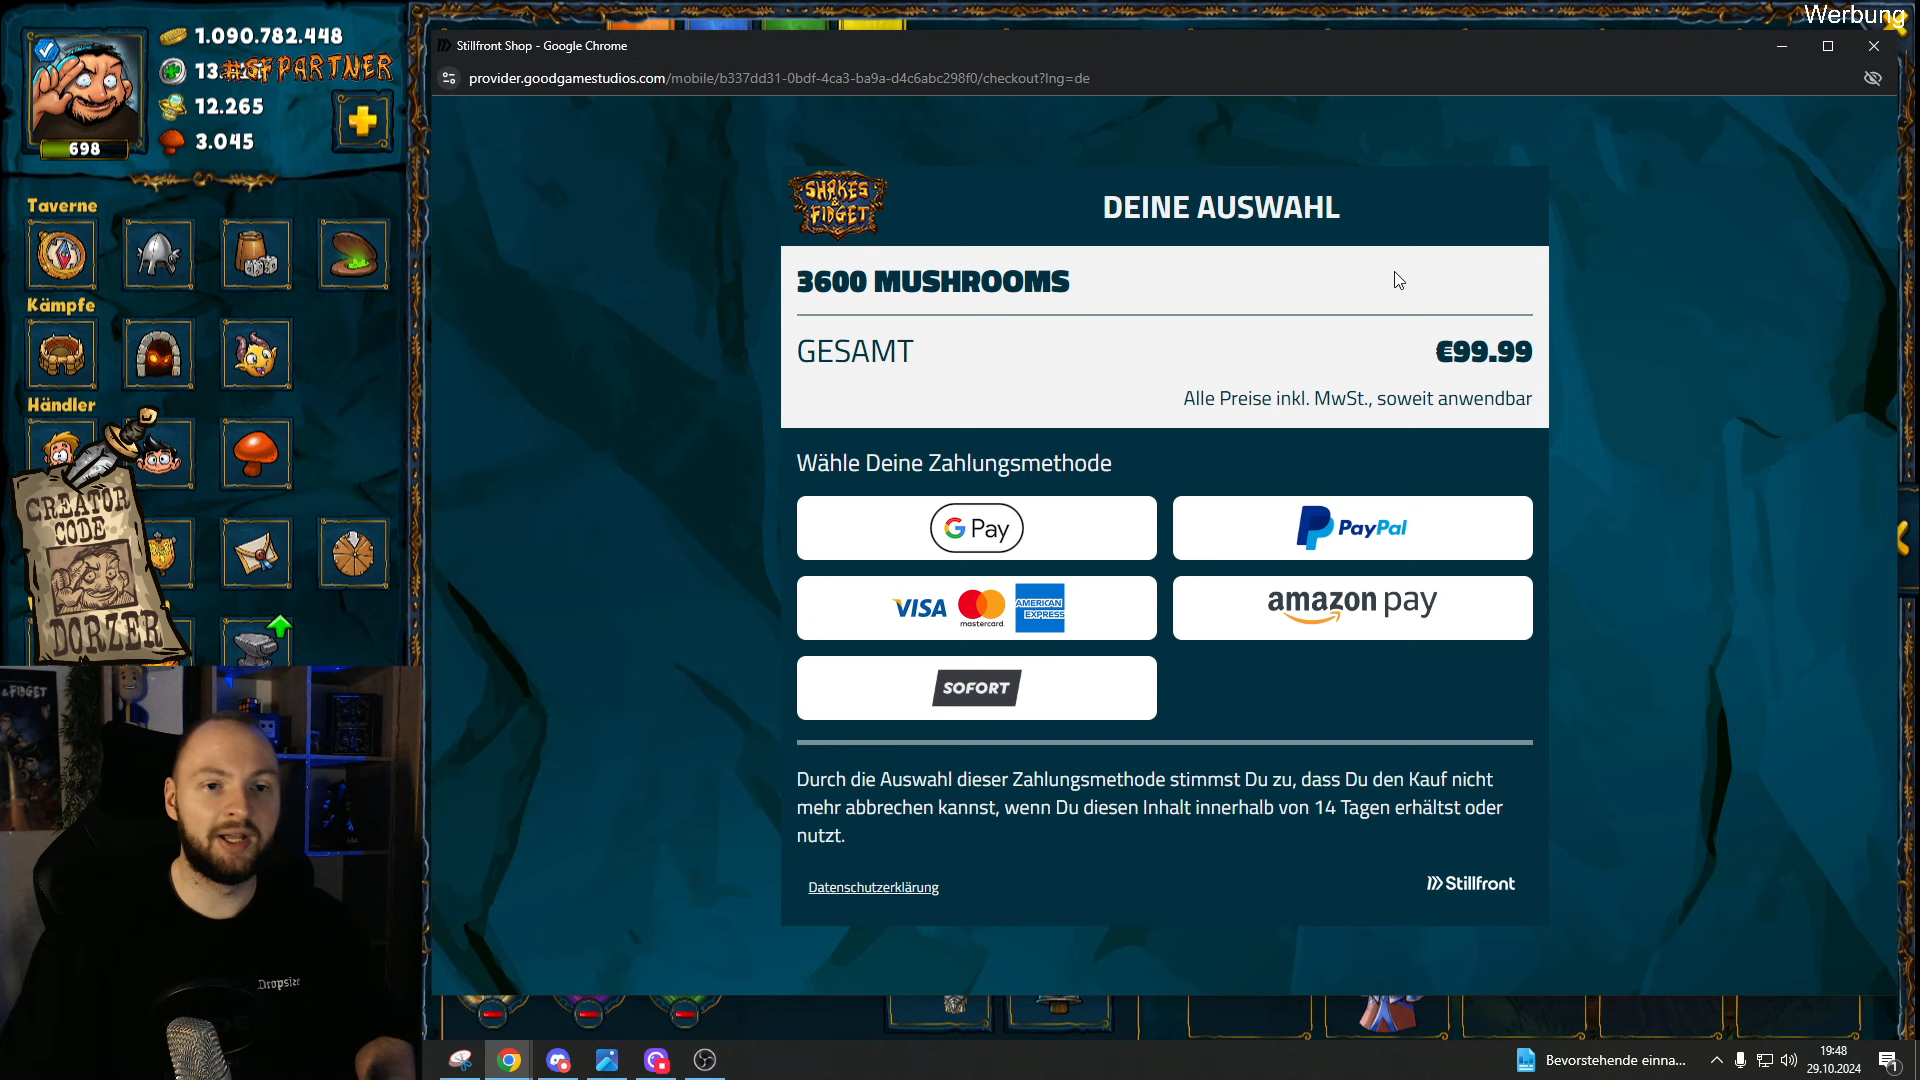 Werbung
1.090.782.448
#SFPARTNER
12.265
3.045
698
Taverne
Kämpfe
Händler
CREATOR
CODE
DORZER
Stillfront Shop - Google Chrome
provider.goodgamestudios.com/mobile/b337dd31-0bdf-4ca3-ba9a-d4c6abc298f0/checkout?lng=de
SHAKES
&
FIDGET
DEINE AUSWAHL
3600 MUSHROOMS
GESAMT
€99.99
Alle Preise inkl. MwSt., soweit anwendbar
Wähle Deine Zahlungsmethode
G Pay
PayPal
VISA
mastercard.
AMERICAN
EXPRESS
amazon pay
SOFORT
Durch die Auswahl dieser Zahlungsmethode stimmst Du zu, dass Du den Kauf nicht
mehr abbrechen kannst, wenn Du diesen Inhalt innerhalb von 14 Tagen erhältst oder
nutzt.
Datenschutzerklärung
Stillfront
& FIDGET
Dropsize
Bevorstehende einna...
19:48
29.10.2024
1